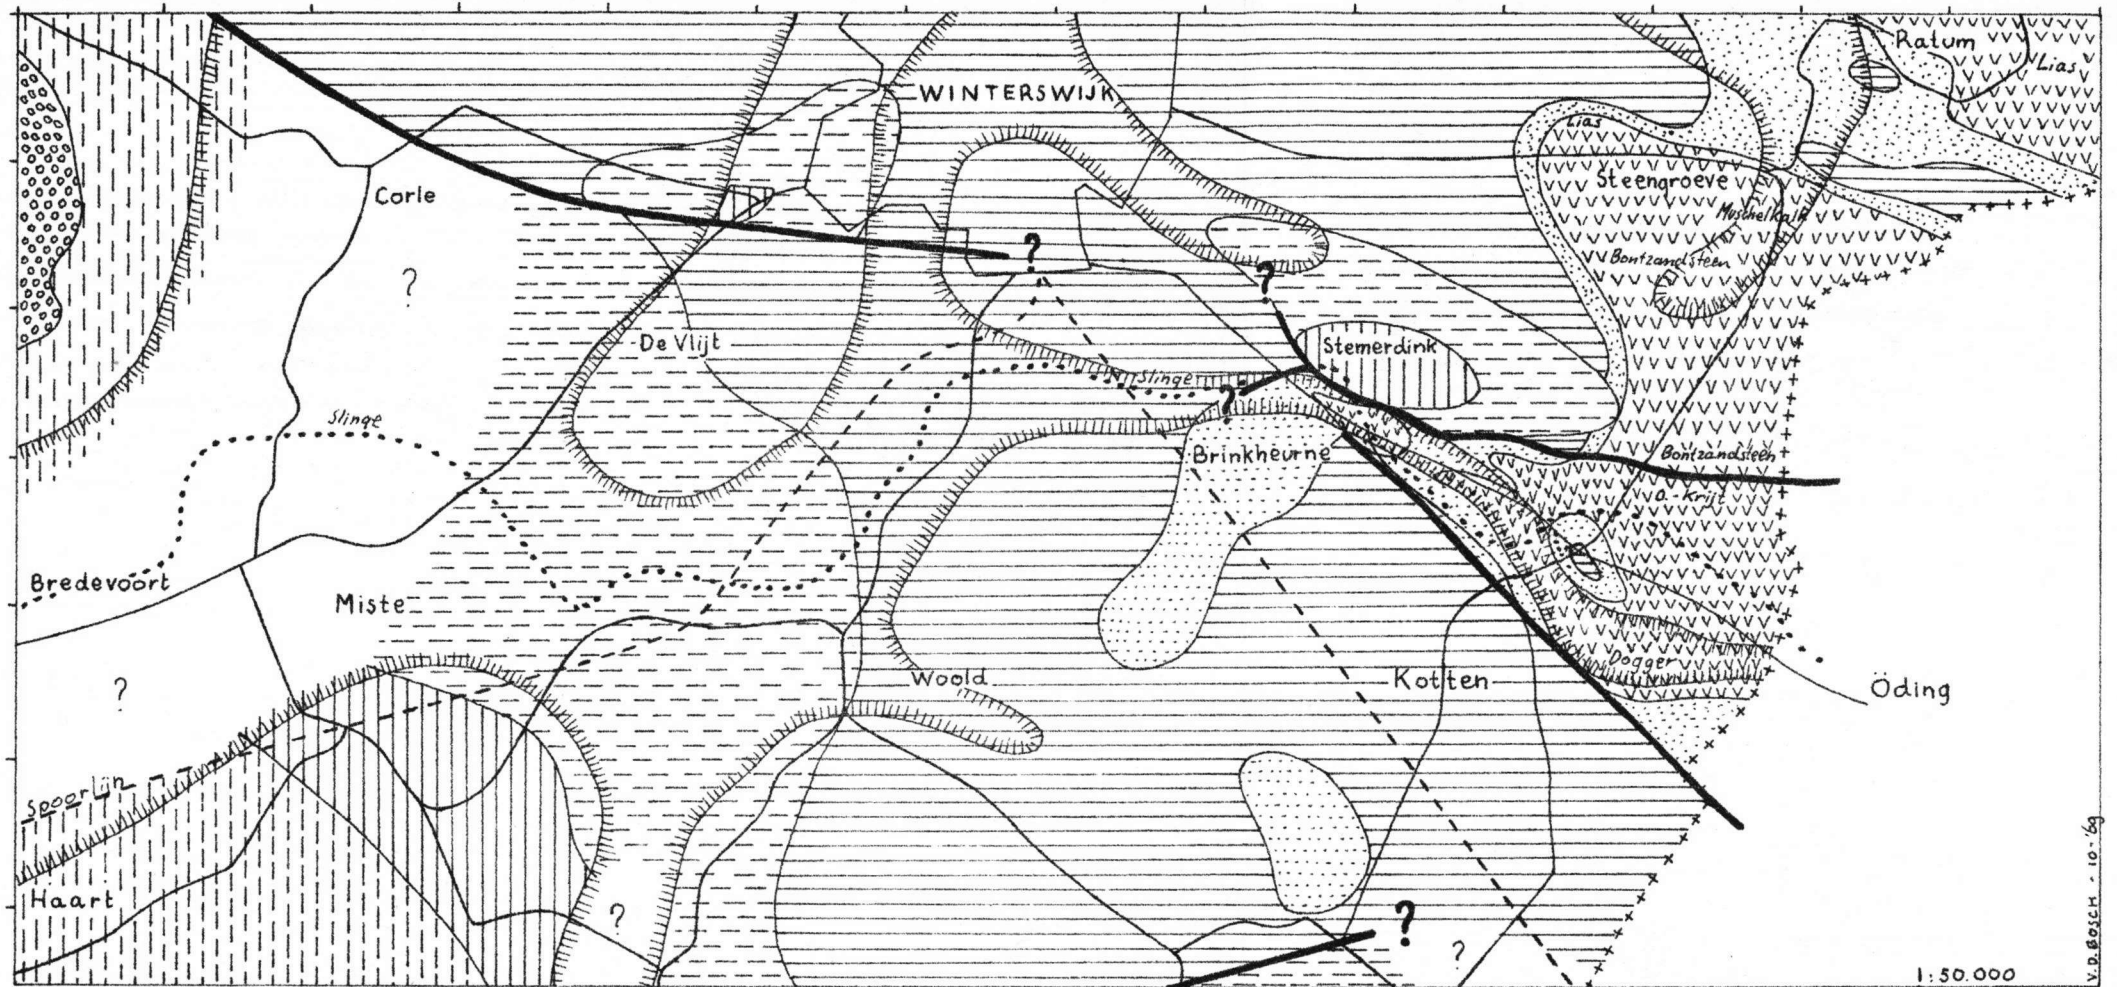 Ratum
Lias
WINTERSWIJK
Lias
Steengroeve
Corle
Muschelkalk
?
?
Bontzandsteen
?
De Vlijt
Stemerdink
Slinge
?
Slinge
Brinkheurne
Bontzandsteen
O.-Krijt
Bredevoort
Miste
Dogger
Woold
Kotten
Öding
?
Spoorlijn
Haart
?
?
?
1:50.000
V.D.BOSCH - 10-'69